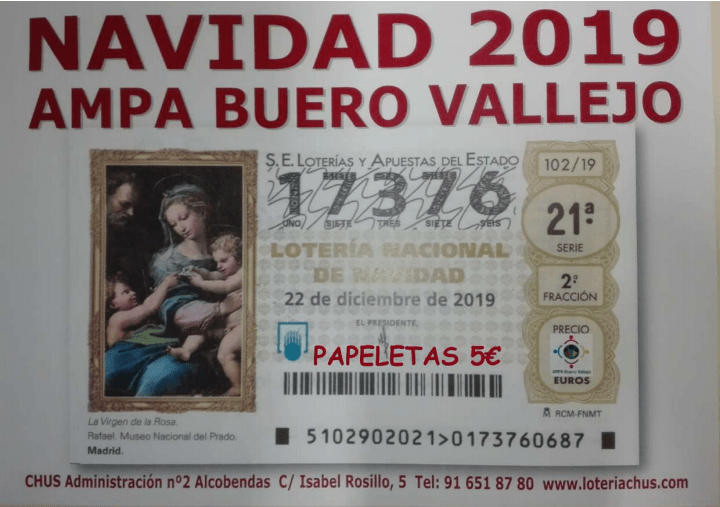 NAVIDAD 2019
AMPA BUERO VALLEJO
S.E. LOTERÍAS Y APUESTAS DEL ESTADO
17376
UNO SIETE TRES SIETE SEIS
LOTERÍA NACIONAL
DE NAVIDAD
22 de diciembre de 2019
EL PRESIDENTE,
PAPELETAS 5€
5102902021>0173760687
102/19
21ª
SERIE
2ª
FRACCIÓN
PRECIO
AMPA Buero Vallejo
EUROS
RCM-FNMT
La Virgen de la Rosa.
Rafael. Museo Nacional del Prado.
Madrid.
CHUS Administración nº2 Alcobendas C/ Isabel Rosillo, 5 Tel: 91 651 87 80 www.loteriachus.com